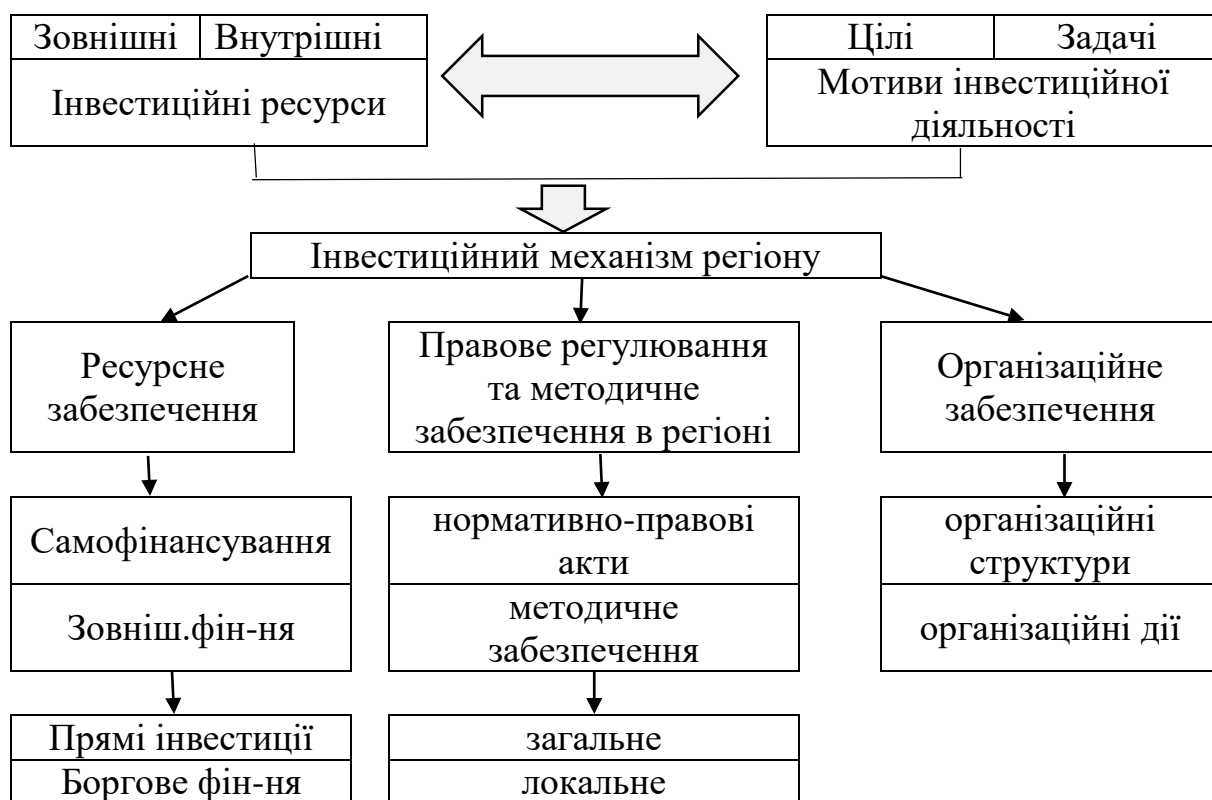 Зовнішні Внутрішні
Інвестиційні ресурси
Цілі Задачі
Мотиви інвестиційної
діяльності
Інвестиційний механізм регіону
Ресурсне
забезпечення
Правове регулювання
та методичне
забезпечення в регіоні
Організаційне
забезпечення
Самофінансування
Зовніш.фін-ня
нормативно-правові
акти
методичне
забезпечення
організаційні
структури
організаційні дії
Прямі інвестиції
Боргове фін-ня
загальне
локальне